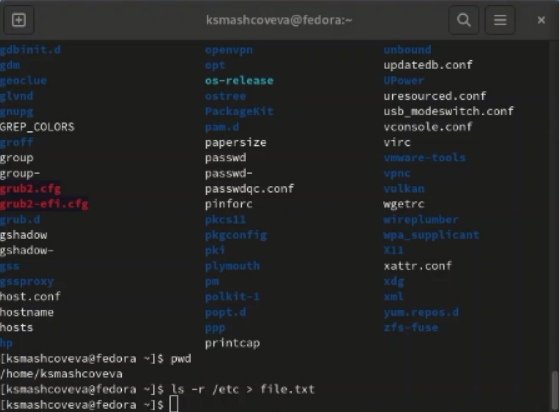 ksmashcoveva@fedora:~
gdbinit.d openvpn unbound
gdm opt updatedb.conf
geoclue os-release UPower
glvnd ostree uresourced.conf
gnupg PackageKit usb_modeswitch.conf
GREP_COLORS pam.d vconsole.conf
groff papersize virc
group passwd vmware-tools
group- passwd- vpnc
grub2.cfg passwdqc.conf vulkan
grub2-efi.cfg pinforc wgetrc
grub.d pkcs11 wireplumber
gshadow pkgconfig wpa_supplicant
gshadow- pki X11
gss plymouth xattr.conf
gssproxy pm xdg
host.conf polkit-1 xml
hostname popt.d yum.repos.d
hosts ppp zfs-fuse
hp printcap
[ksmashcoveva@fedora ~]$ pwd
/home/ksmashcoveva
[ksmashcoveva@fedora ~]$ ls -r /etc > file.txt
[ksmashcoveva@fedora ~]$